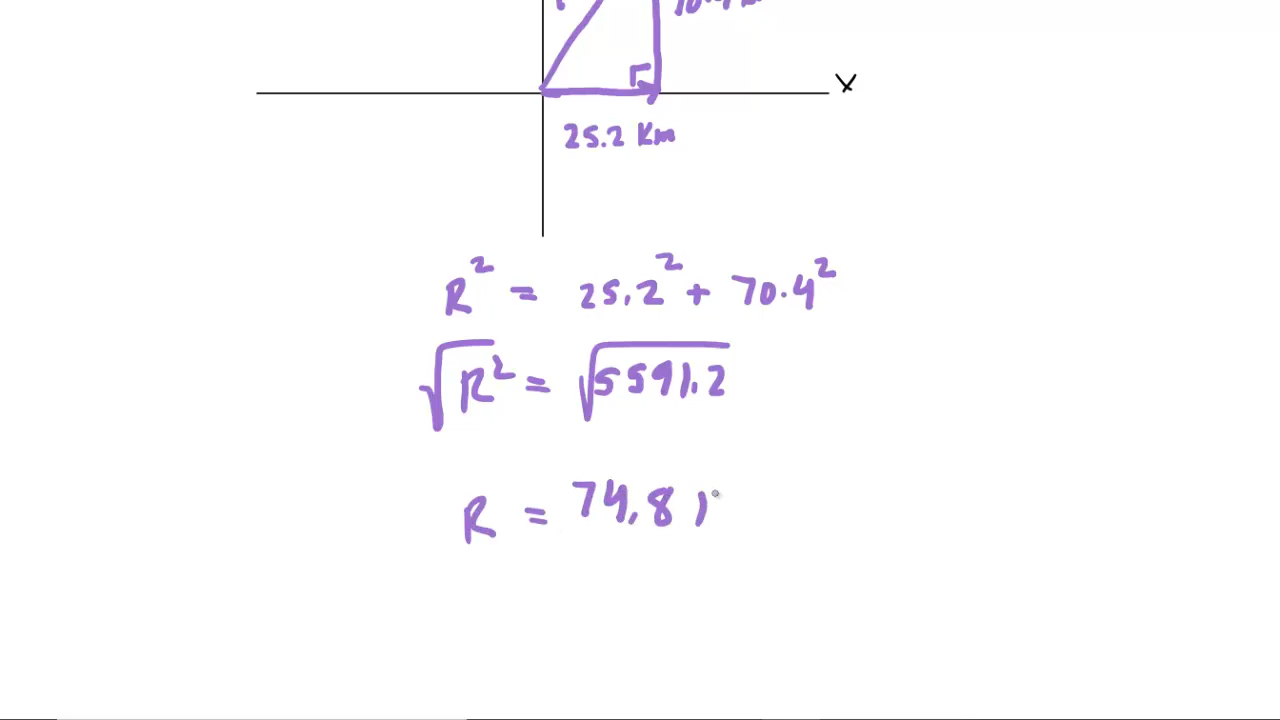 X
25.2 Km
R² = 25.2² + 70.4²
√R² = √5591.2
R = 74.8